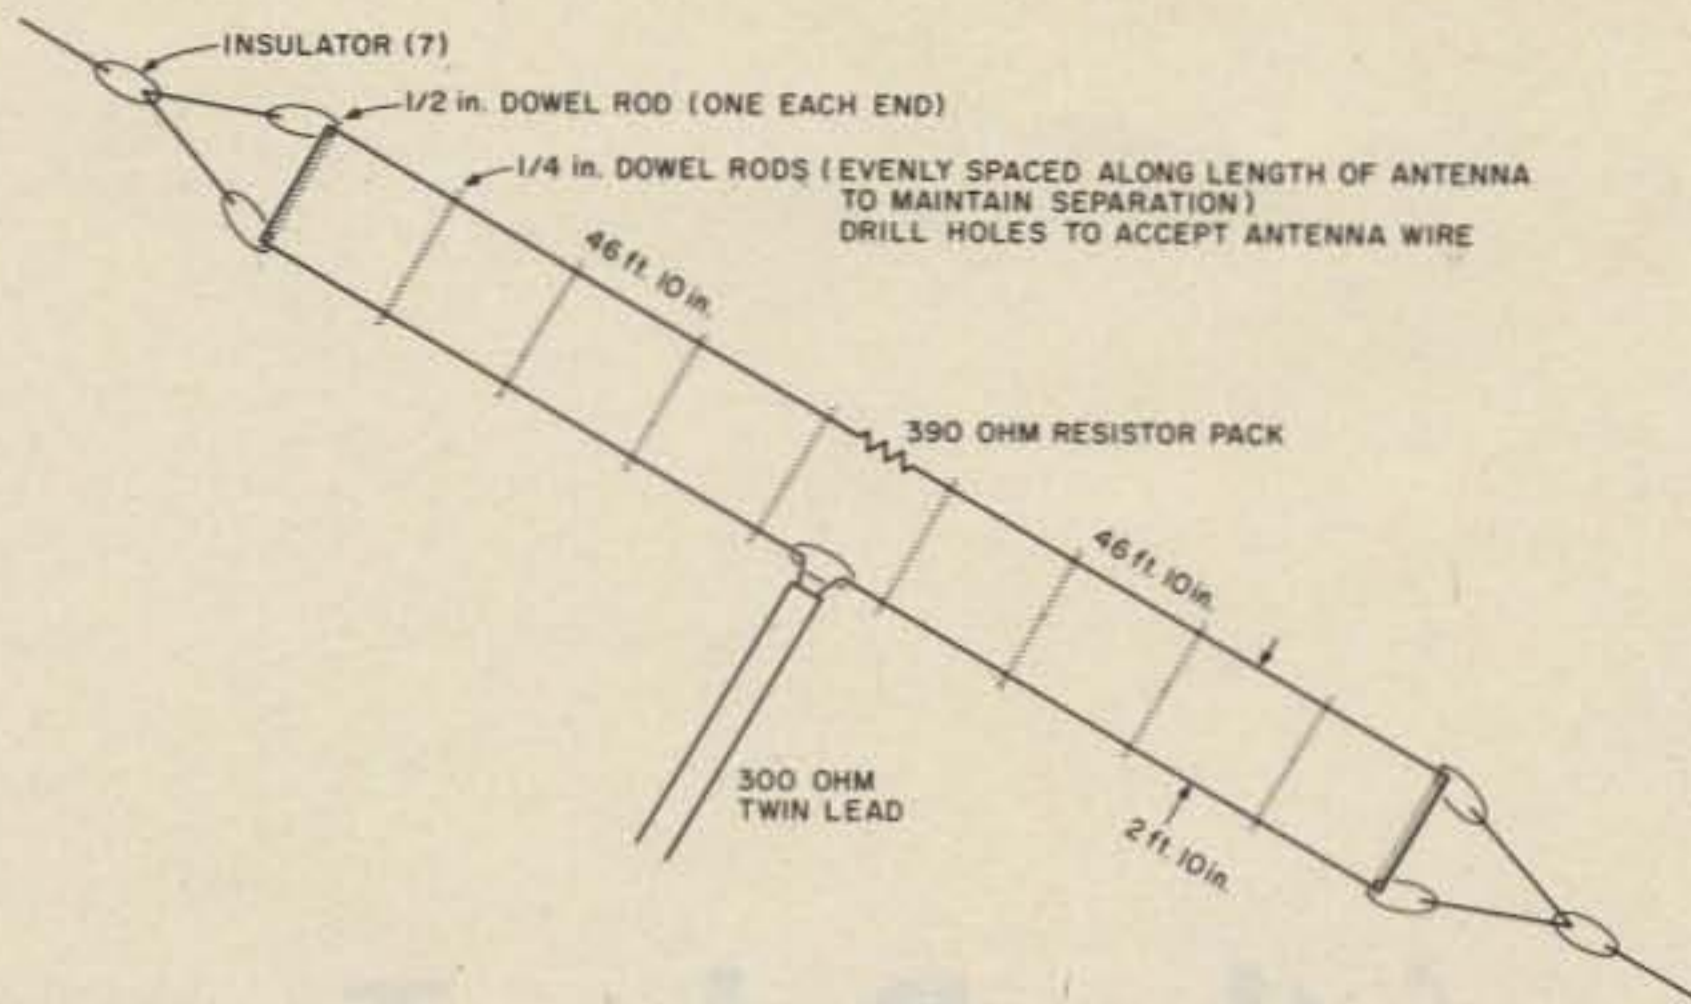 INSULATOR (7)
1/2 in. DOWEL ROD (ONE EACH END)
1/4 in. DOWEL RODS (EVENLY SPACED ALONG LENGTH OF ANTENNA
TO MAINTAIN SEPARATION)
DRILL HOLES TO ACCEPT ANTENNA WIRE
46 ft. 10 in.
390 OHM RESISTOR PACK
46 ft. 10 in.
300 OHM
TWIN LEAD
2 ft. 10 in.